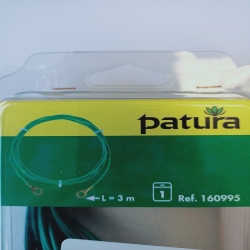 patura
L = 3 m
1
Ref. 160995